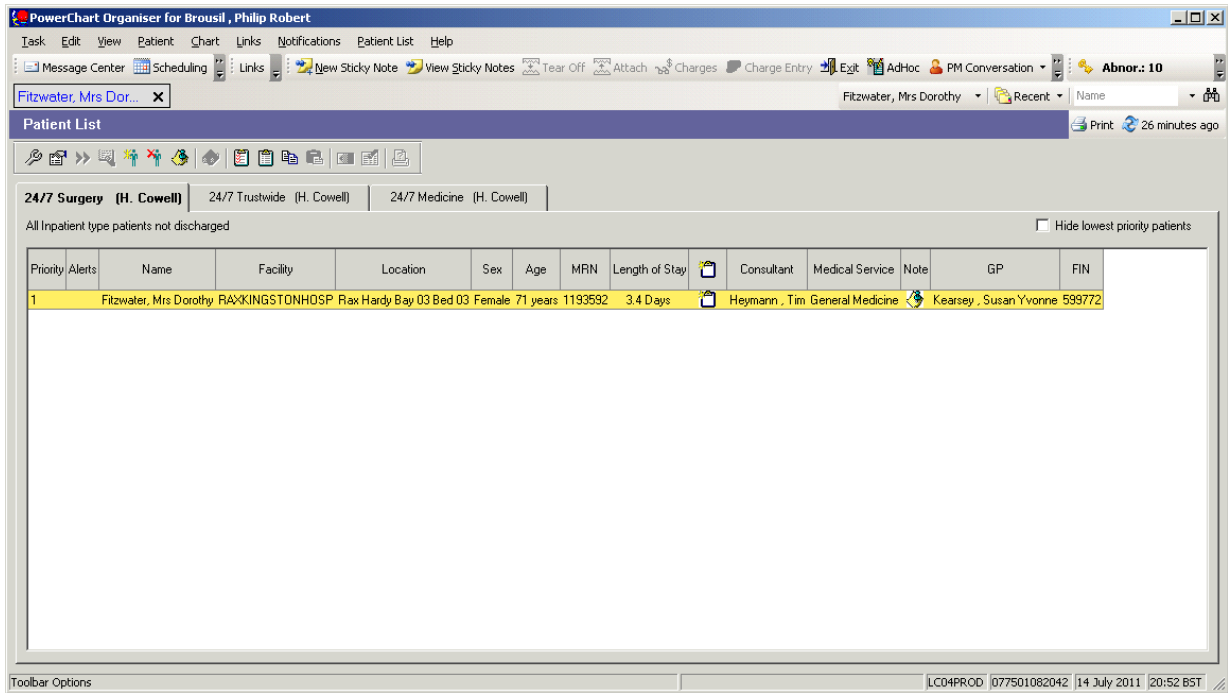 PowerChart Organiser for Brousil , Philip Robert
Task Edit View Patient Chart Links Notifications Patient List Help
Message Center Scheduling Links New Sticky Note View Sticky Notes Tear Off Attach Charges Charge Entry Exit AdHoc PM Conversation Abnor.: 10
Fitzwater, Mrs Dor... Fitzwater, Mrs Dorothy Recent Name
Patient List Print 26 minutes ago
24/7 Surgery (H. Cowell) 24/7 Trustwide (H. Cowell) 24/7 Medicine (H. Cowell)
All Inpatient type patients not discharged Hide lowest priority patients
Priority Alerts Name Facility Location Sex Age MRN Length of Stay Consultant Medical Service Note GP FIN
1 Fitzwater, Mrs Dorothy RAXKINGSTONHOSP Rax Hardy Bay 03 Bed 03 Female 71 years 1193592 3.4 Days Heymann , Tim General Medicine Kearsey , Susan Yvonne 599772
Toolbar Options LC04PROD 077501082042 14 July 2011 20:52 BST